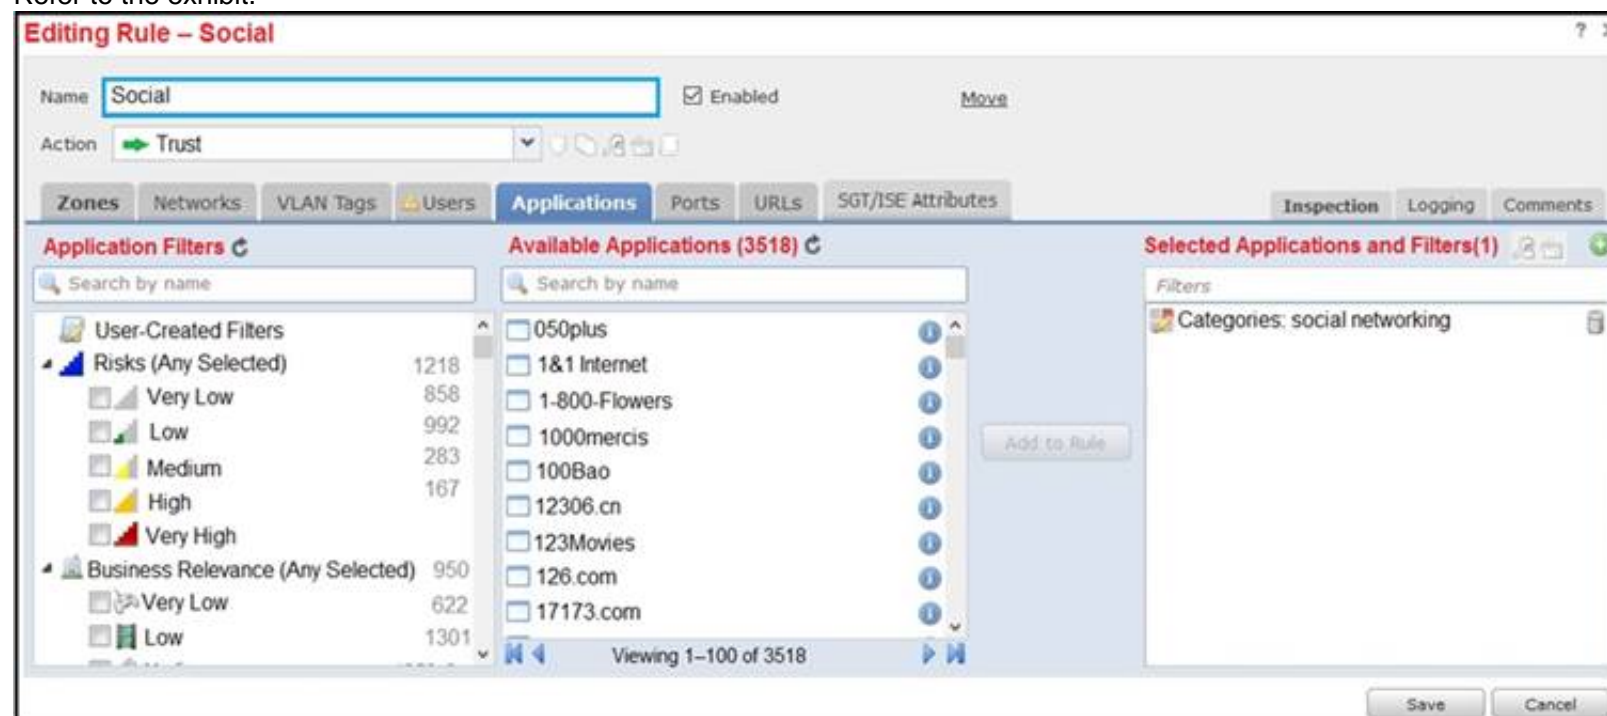 Refer to the exhibit.
Editing Rule – Social
?
Name Social Enabled Move
Action Trust
Zones Networks VLAN Tags Users Applications Ports URLs SGT/ISE Attributes Inspection Logging Comments
Application Filters Available Applications (3518) Selected Applications and Filters(1)
Search by name Search by name Filters
User-Created Filters 050plus Categories: social networking
Risks (Any Selected) 1218 1&1 Internet
Very Low 858 1-800-Flowers
Low 992 1000mercis
Add to Rule
Medium 283 100Bao
High 167 12306.cn
Very High 123Movies
Business Relevance (Any Selected) 950 126.com
Very Low 622 17173.com
Low 1301
Viewing 1–100 of 3518
Save Cancel